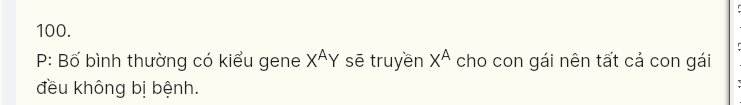 100.
P: Bố bình thường có kiểu gene XᴬY sẽ truyền Xᴬ cho con gái nên tất cả con gái
đều không bị bệnh.